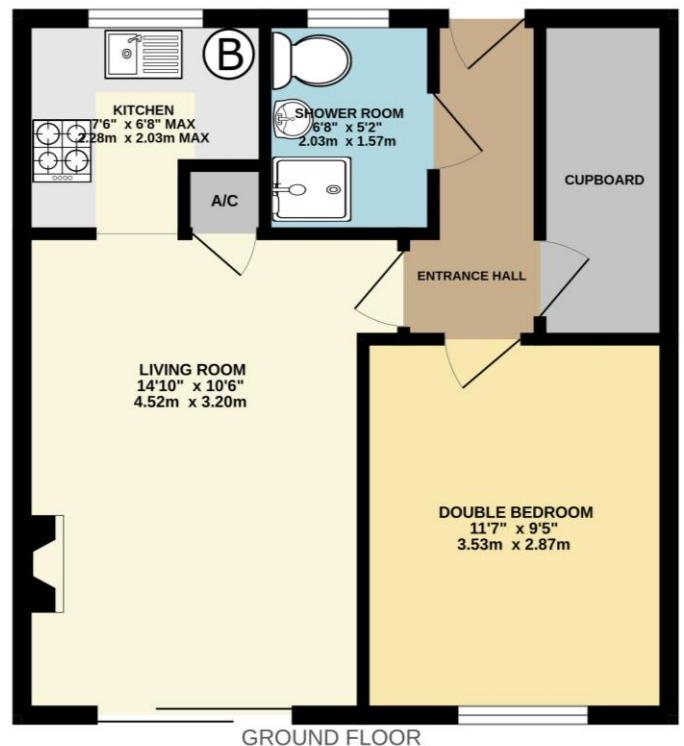 B
KITCHEN
7'6" x 6'8" MAX
2.28m x 2.03m MAX
SHOWER ROOM
6'8" x 5'2"
2.03m x 1.57m
A/C
CUPBOARD
ENTRANCE HALL
LIVING ROOM
14'10" x 10'6"
4.52m x 3.20m
DOUBLE BEDROOM
11'7" x 9'5"
3.53m x 2.87m
GROUND FLOOR